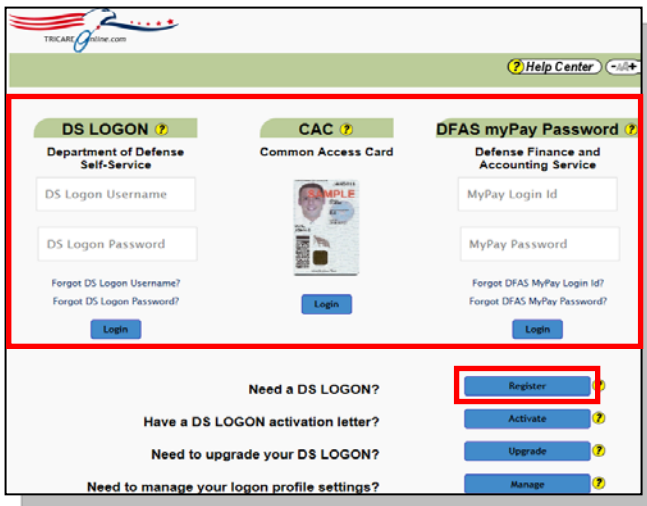 TRICARE Online.com
Help Center
DS LOGON
Department of Defense
Self-Service
DS Logon Username
DS Logon Password
Forgot DS Logon Username?
Forgot DS Logon Password?
Login
CAC
Common Access Card
SAMPLE
Login
DFAS myPay Password
Defense Finance and
Accounting Service
MyPay Login Id
MyPay Password
Forgot DFAS MyPay Login Id?
Forgot DFAS MyPay Password?
Login
Need a DS LOGON? Register
Have a DS LOGON activation letter? Activate
Need to upgrade your DS LOGON? Upgrade
Need to manage your logon profile settings? Manage